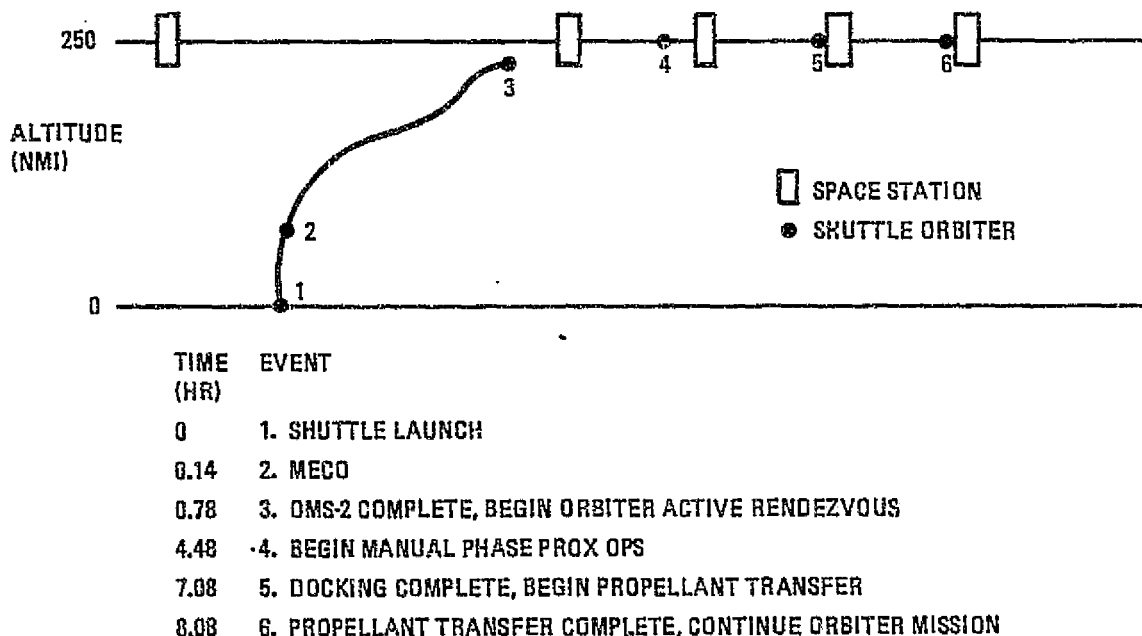 250
4
5
6
3
ALTITUDE
(NMI)
SPACE STATION
2
SHUTTLE ORBITER
1
0
TIME EVENT
(HR)
0 1. SHUTTLE LAUNCH
0.14 2. MECO
0.78 3. OMS-2 COMPLETE, BEGIN ORBITER ACTIVE RENDEZVOUS
4.48 4. BEGIN MANUAL PHASE PROX OPS
7.08 5. DOCKING COMPLETE, BEGIN PROPELLANT TRANSFER
8.08 6. PROPELLANT TRANSFER COMPLETE, CONTINUE ORBITER MISSION